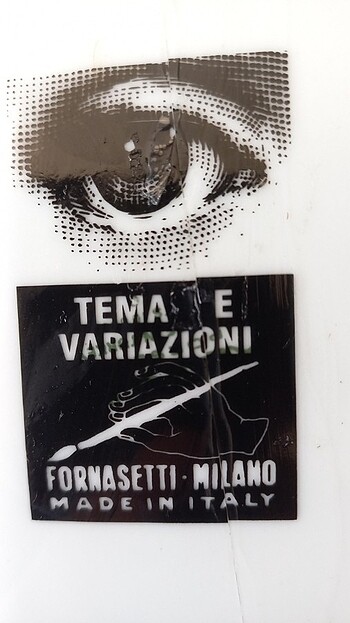 TEMA E
VARIAZIONI
FORNASETTI · MILANO
MADE IN ITALY